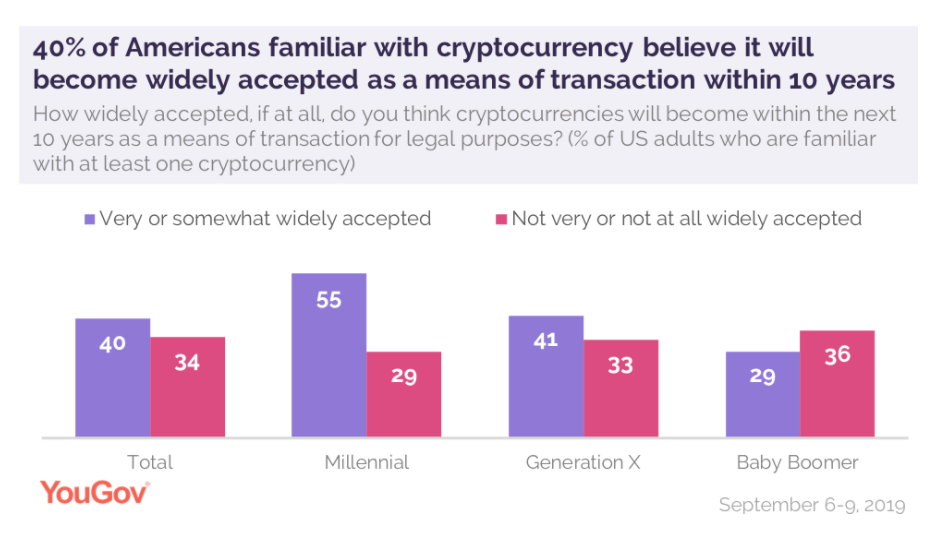 40% of Americans familiar with cryptocurrency believe it will
become widely accepted as a means of transaction within 10 years
How widely accepted, if at all, do you think cryptocurrencies will become within the next
10 years as a means of transaction for legal purposes? (% of US adults who are familiar
with at least one cryptocurrency)
Very or somewhat widely accepted
Not very or not at all widely accepted
40
34
55
29
41
33
29
36
Total
Millennial
Generation X
Baby Boomer
YouGov®
September 6-9, 2019